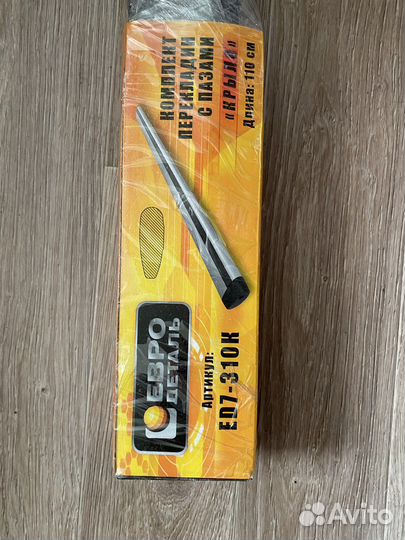 КОМПЛЕКТ
ПЕРЕКЛАДИН
С ПАЗАМИ
"КРЫЛО"
Длина: 110 см
ЕВРО
ДЕТАЛЬ
Артикул:
ED7-310K
Avito